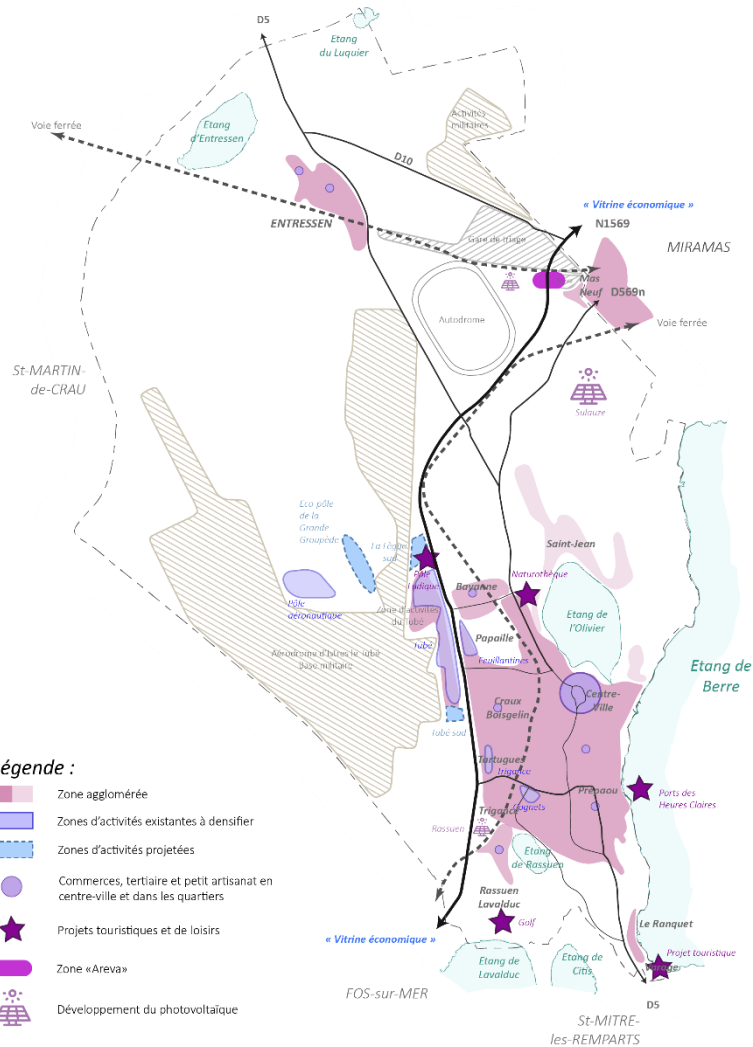 D5
Etang
du Luquier
Activités
militaires
Voie ferrée
Etang
d'Entressen
D10
« Vitrine économique »
ENTRESSEN
N1569
Gare de triage
MIRAMAS
Mas
Neuf
D569n
Autodrome
Voie ferrée
St-MARTIN-
de-CRAU
Sulauze
Eco pôle
de la
Grande
Groupède
La Feuillane
sud
Saint-Jean
Pôle
Ludique
Bayanne
Naturothèque
Pôle
aéronautique
Zone d'activités
du Tubé
Etang de
l'Olivier
Papaille
Tubé
Feuillantines
Aérodrome d'Istres le Tubé
Base militaire
Etang de
Berre
Craux
Boisgelin
Centre-
Ville
Tubé sud
égende :
Tartugues
Trigance
Zone agglomérée
Prépaou
Ports des
Heures Claires
Trigance
Cognets
Zones d'activités existantes à densifier
Rassuen
Zones d'activités projetées
Etang
de Rassuen
Commerces, tertiaire et petit artisanat en
centre-ville et dans les quartiers
Rassuen
Lavalduc
Golf
Le Ranquet
Projets touristiques et de loisirs
« Vitrine économique »
Etang de
Lavalduc
Etang de
Citis
Projet touristique
Varage
Zone «Areva»
FOS-sur-MER
D5
Développement du photovoltaïque
St-MITRE-
les-REMPARTS